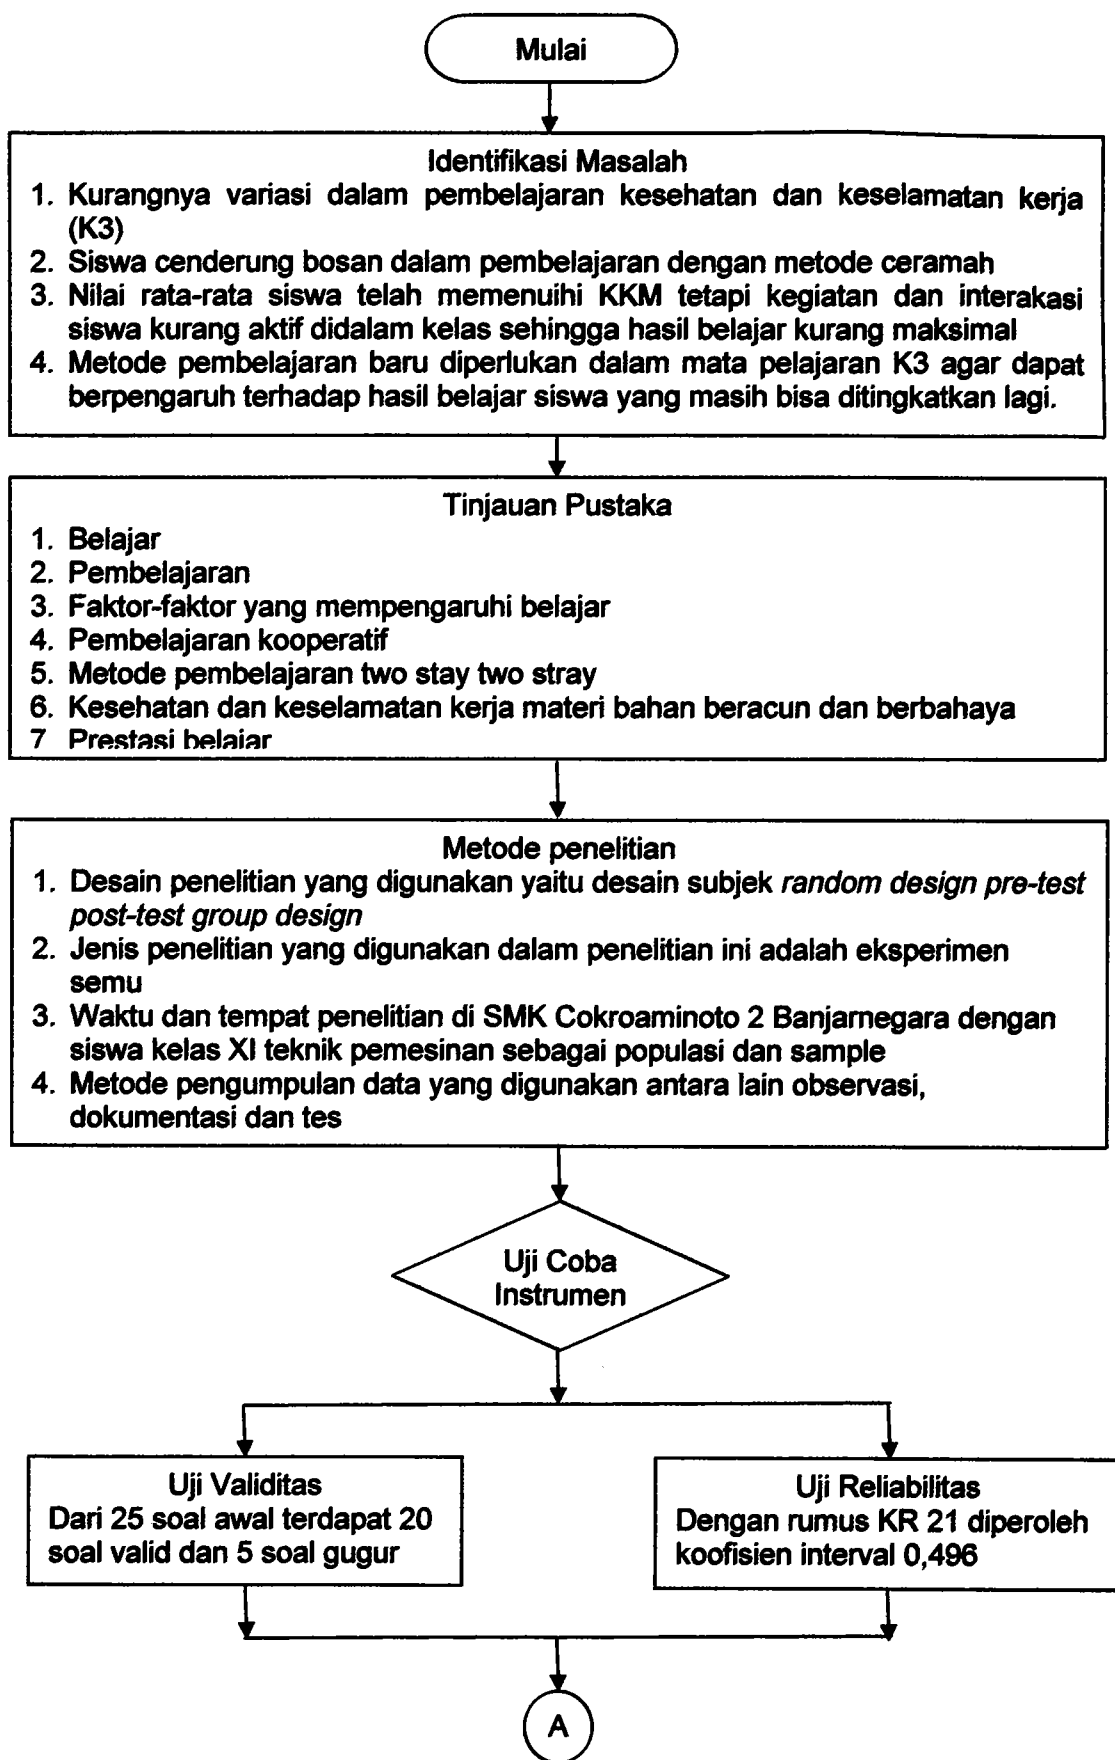 Mulai
Identifikasi Masalah
1. Kurangnya variasi dalam pembelajaran kesehatan dan keselamatan kerja
(K3)
2. Siswa cenderung bosan dalam pembelajaran dengan metode ceramah
3. Nilai rata-rata siswa telah memenuihi KKM tetapi kegiatan dan interakasi
siswa kurang aktif didalam kelas sehingga hasil belajar kurang maksimal
4. Metode pembelajaran baru diperlukan dalam mata pelajaran K3 agar dapat
berpengaruh terhadap hasil belajar siswa yang masih bisa ditingkatkan lagi.
Tinjauan Pustaka
1. Belajar
2. Pembelajaran
3. Faktor-faktor yang mempengaruhi belajar
4. Pembelajaran kooperatif
5. Metode pembelajaran two stay two stray
6. Kesehatan dan keselamatan kerja materi bahan beracun dan berbahaya
7 Prestasi belajar
Metode penelitian
1. Desain penelitian yang digunakan yaitu desain subjek random design pre-test
post-test group design
2. Jenis penelitian yang digunakan dalam penelitian ini adalah eksperimen
semu
3. Waktu dan tempat penelitian di SMK Cokroaminoto 2 Banjarnegara dengan
siswa kelas XI teknik pemesinan sebagai populasi dan sample
4. Metode pengumpulan data yang digunakan antara lain observasi,
dokumentasi dan tes
Uji Coba
Instrumen
Uji Validitas
Dari 25 soal awal terdapat 20
soal valid dan 5 soal gugur
Uji Reliabilitas
Dengan rumus KR 21 diperoleh
koofisien interval 0,496
A